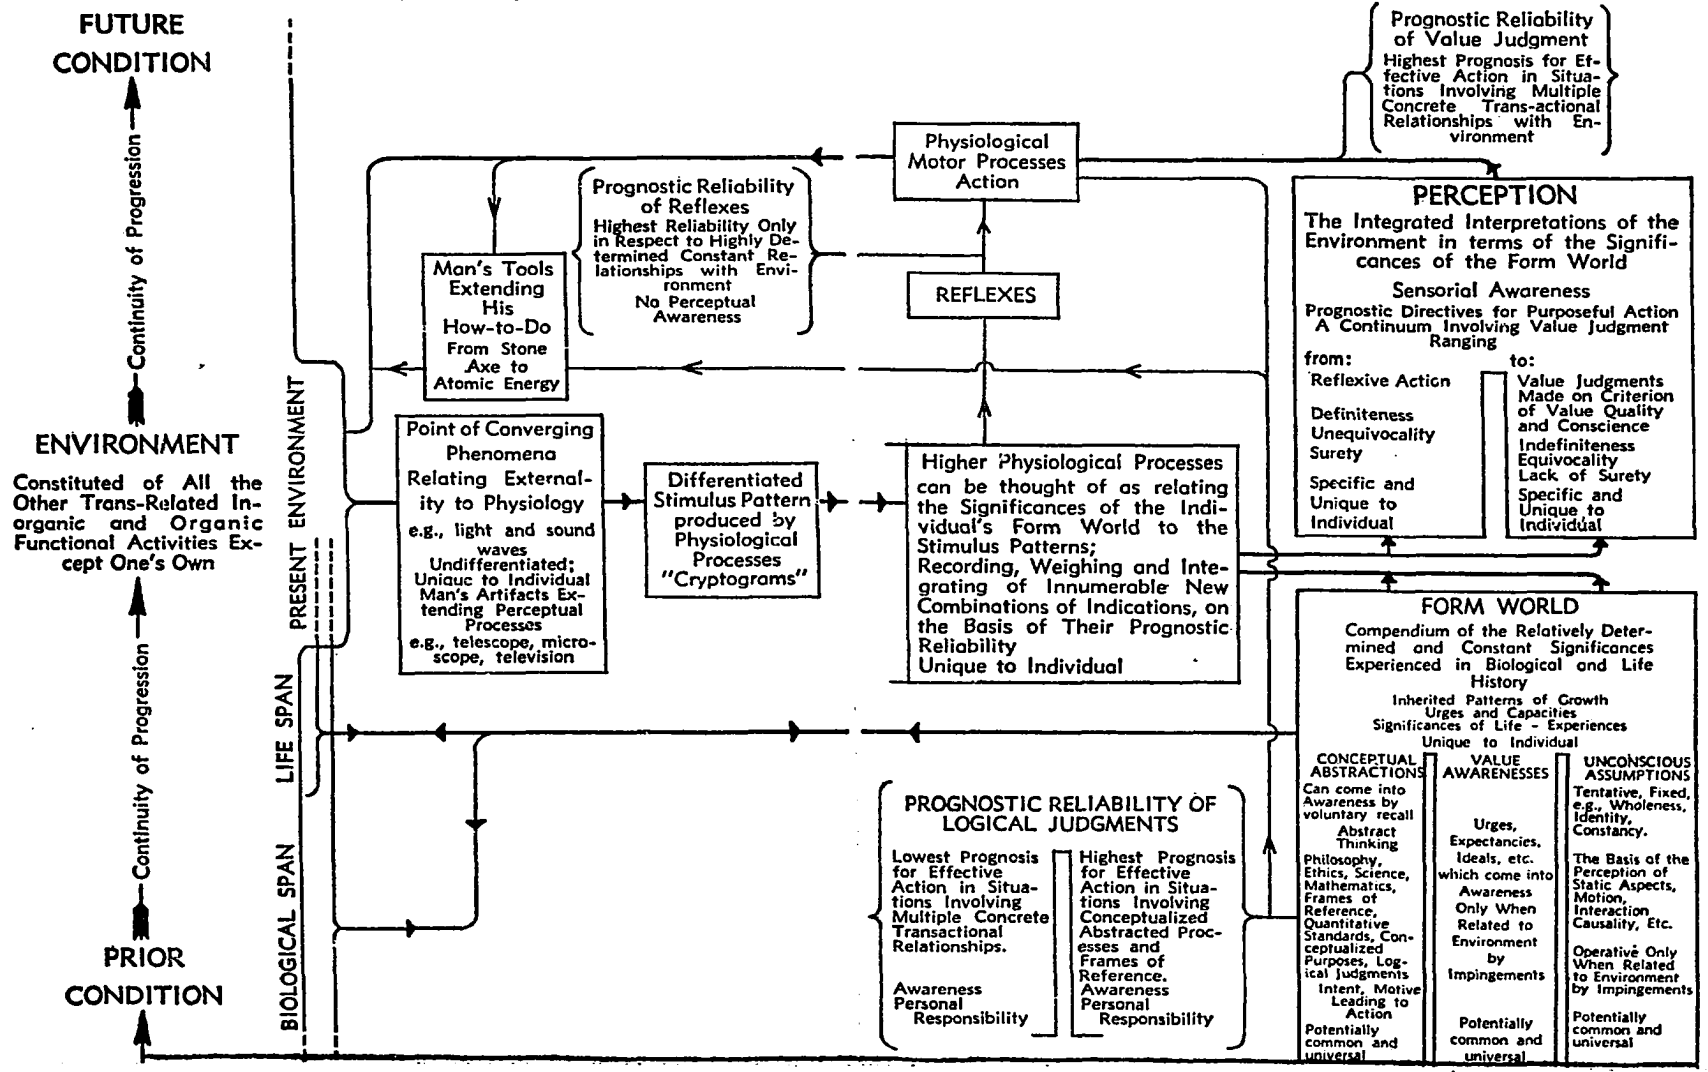 FUTURE
CONDITION
Continuity of Progression
ENVIRONMENT
Constituted of All the
Other Trans-Related In-
organic and Organic
Functional Activities Ex-
cept One's Own
Continuity of Progression
PRIOR
CONDITION
PRESENT ENVIRONMENT
LIFE SPAN
BIOLOGICAL SPAN
Man's Tools
Extending
His
How-to-Do
From Stone
Axe to
Atomic Energy
Prognostic Reliability
of Reflexes
Highest Reliability Only
in Respect to Highly De-
termined Constant Re-
lationships with Envi-
ronment
No Perceptual
Awareness
Physiological
Motor Processes
Action
REFLEXES
Prognostic Reliability
of Value Judgment
Highest Prognosis for Ef-
fective Action in Situa-
tions Involving Multiple
Concrete Trans-actional
Relationships with En-
vironment
Point of Converging
Phenomena
Relating External-
ity to Physiology
e.g., light and sound
waves
Undifferentiated;
Unique to Individual
Man's Artifacts Ex-
tending Perceptual
Processes
e.g., telescope, micro-
scope, television
Differentiated
Stimulus Pattern
produced by
Physiological
Processes
"Cryptograms"
Higher Physiological Processes
can be thought of as relating
the Significances of the Indi-
vidual's Form World to the
Stimulus Patterns;
Recording, Weighing and Inte-
grating of Innumerable New
Combinations of Indications, on
the Basis of Their Prognostic
Reliability
Unique to Individual
PERCEPTION
The Integrated Interpretations of the
Environment in terms of the Signifi-
cances of the Form World
Sensorial Awareness
Prognostic Directives for Purposeful Action
A Continuum Involving Value Judgment
Ranging
from:
Reflexive Action
Definiteness
Unequivocality
Surety
Specific and
Unique to
Individual
to:
Value Judgments
Made on Criterion
of Value Quality
and Conscience
Indefiniteness
Equivocality
Lack of Surety
Specific and
Unique to
Individual
PROGNOSTIC RELIABILITY OF
LOGICAL JUDGMENTS
Lowest Prognosis
for Effective
Action in Situa-
tions Involving
Multiple Concrete
Transactional
Relationships.
Awareness
Personal
Responsibility
Highest Prognosis
for Effective
Action in Situa-
tions Involving
Conceptualized
Abstracted Proc-
esses and
Frames of
Reference.
Awareness
Personal
Responsibility
FORM WORLD
Compendium of the Relatively Deter-
mined and Constant Significances
Experienced in Biological and Life
History
Inherited Patterns of Growth
Urges and Capacities
Significances of Life - Experiences
Unique to Individual
CONCEPTUAL
ABSTRACTIONS
Can come into
Awareness by
voluntary recall
Abstract
Thinking
Philosophy,
Ethics, Science,
Mathematics,
Frames of
Reference,
Quantitative
Standards, Con-
ceptualized
Purposes, Log-
ical Judgments
Intent, Motive
Leading to
Action
Potentially
common and
universal
VALUE
AWARENESSES
Urges,
Expectancies,
Ideals, etc.
which come into
Awareness
Only When
Related to
Environment
by
Impingements
Potentially
common and
universal
UNCONSCIOUS
ASSUMPTIONS
Tentative, Fixed,
e.g., Wholeness,
Identity,
Constancy.
The Basis of the
Perception of
Static Aspects,
Motion,
Interaction
Causality, Etc.
Operative Only
When Related
to Environment
by Impingements
Potentially
common and
universal